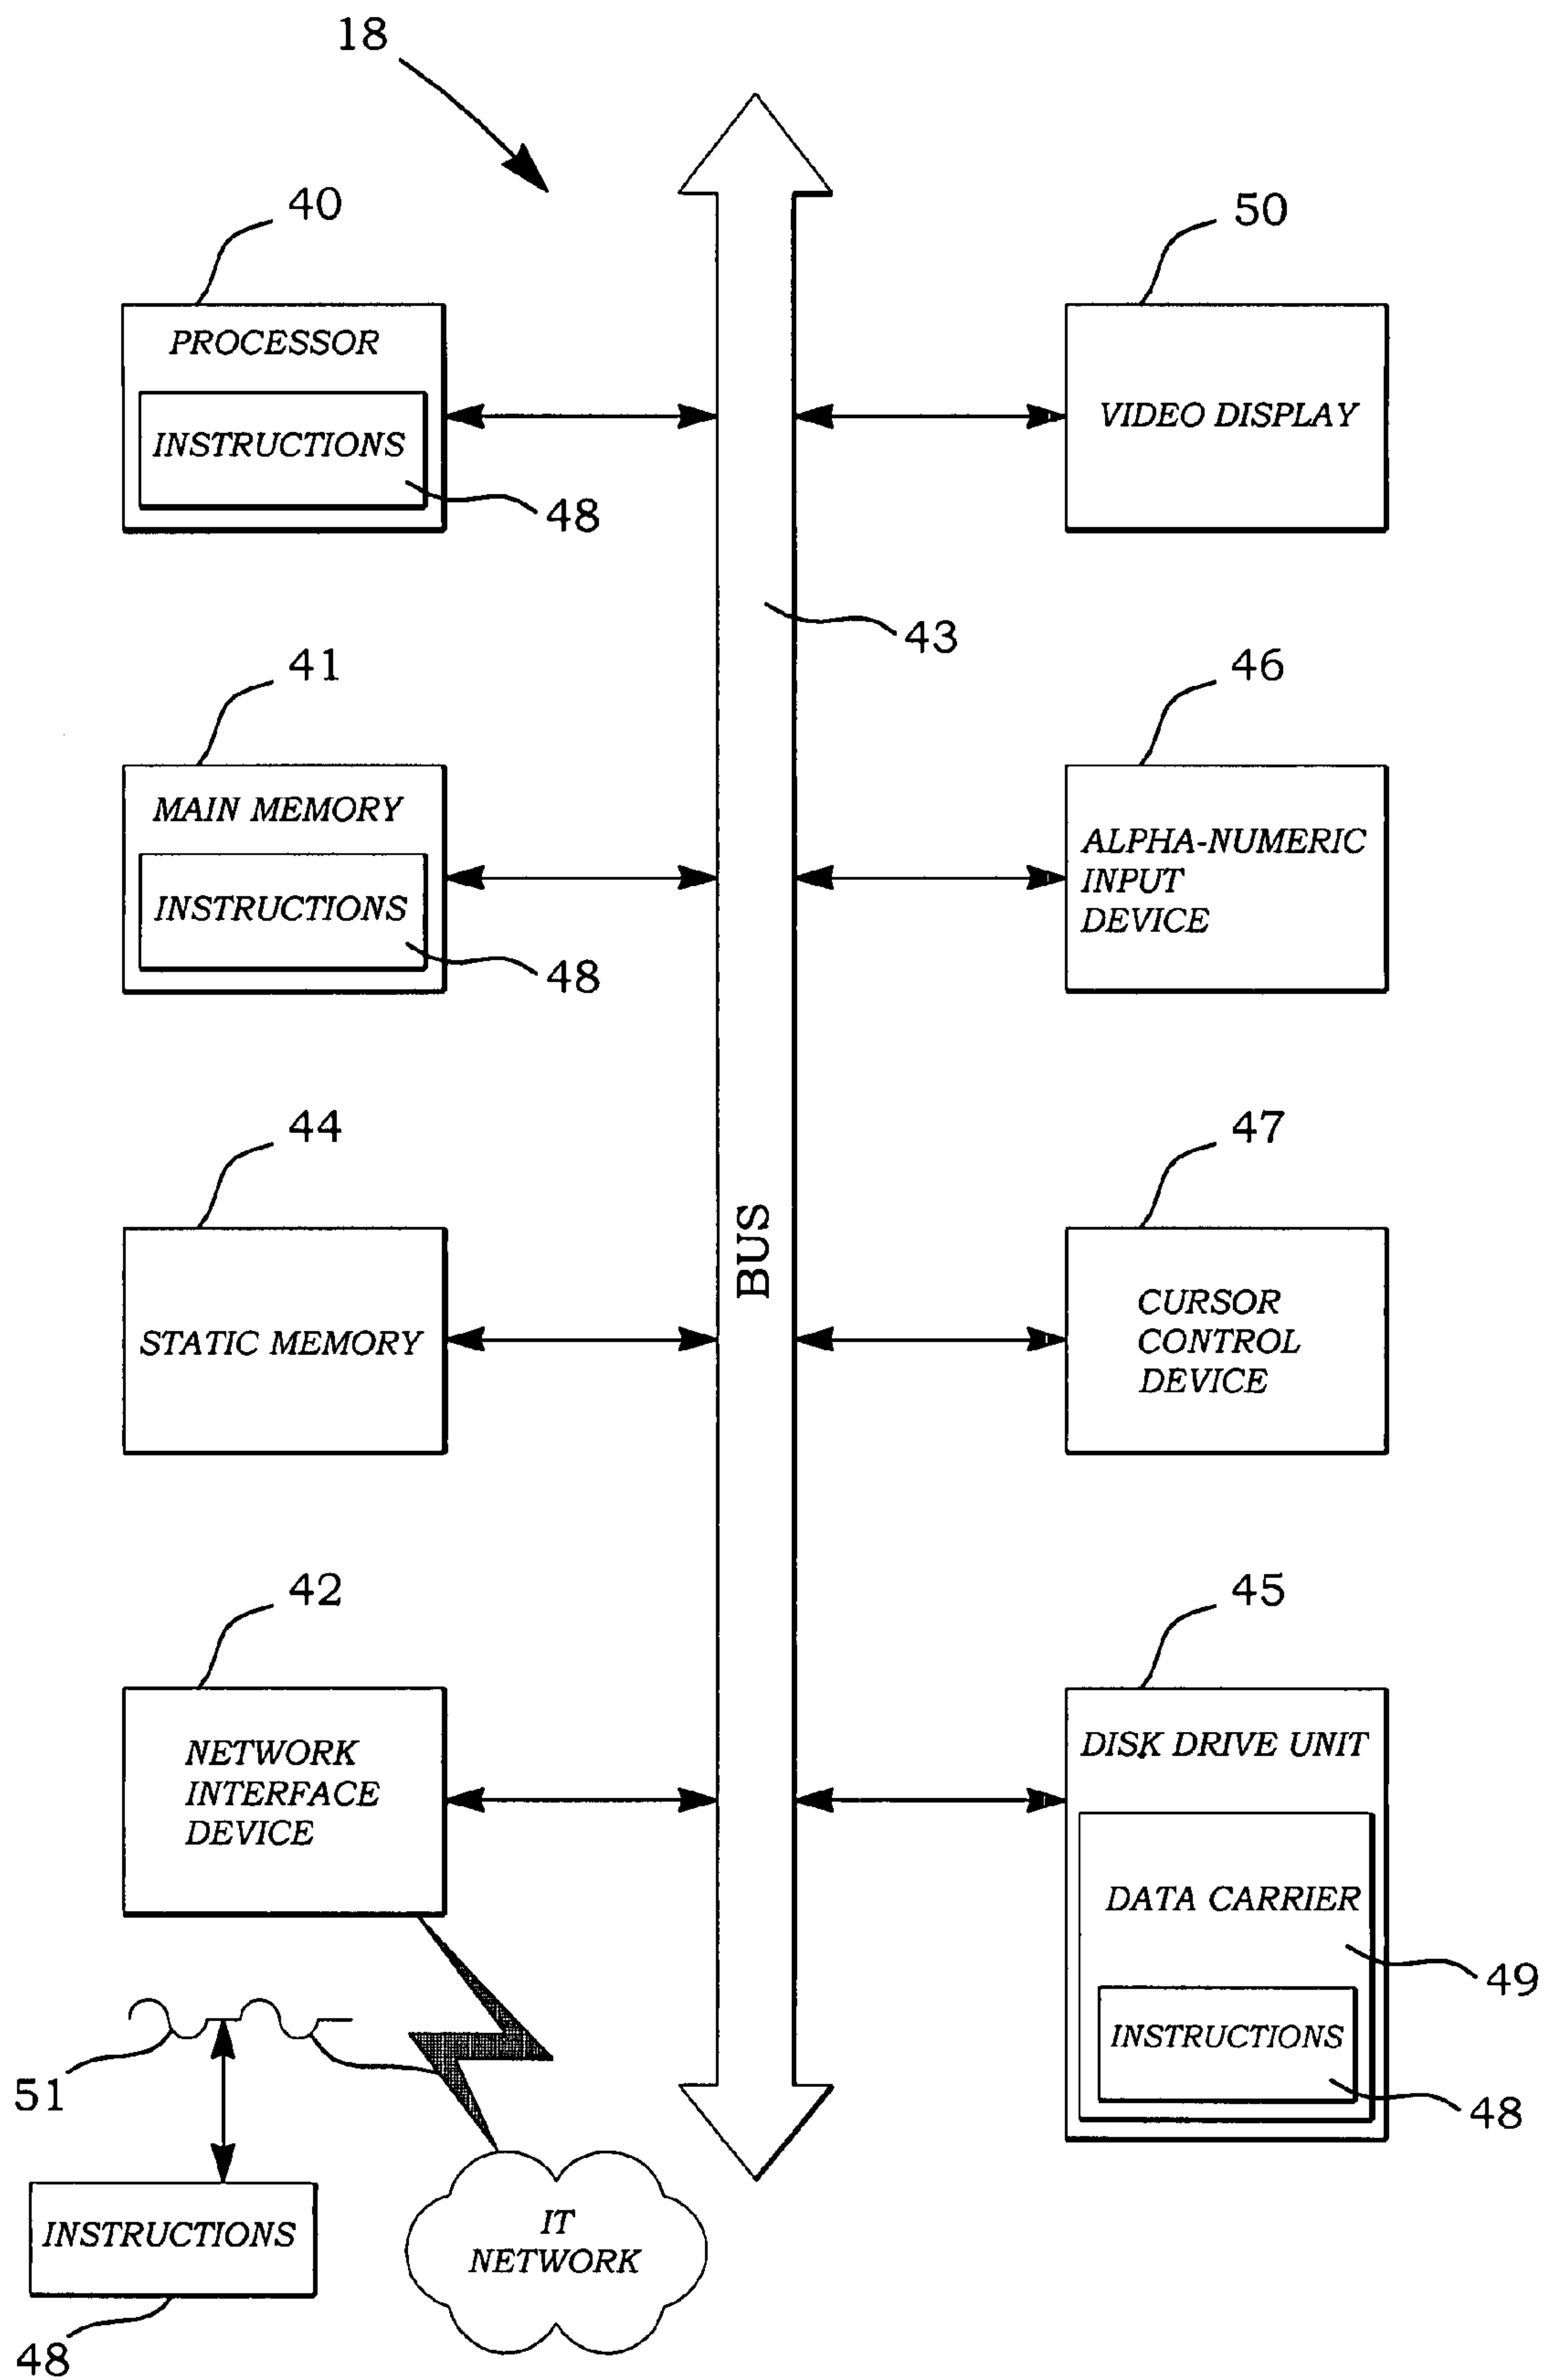 18
40
PROCESSOR
INSTRUCTIONS
48
50
VIDEO DISPLAY
43
41
MAIN MEMORY
INSTRUCTIONS
48
46
ALPHA-NUMERIC
INPUT
DEVICE
44
STATIC MEMORY
BUS
47
CURSOR
CONTROL
DEVICE
42
NETWORK
INTERFACE
DEVICE
45
DISK DRIVE UNIT
DATA CARRIER
49
INSTRUCTIONS
48
51
INSTRUCTIONS
48
IT
NETWORK